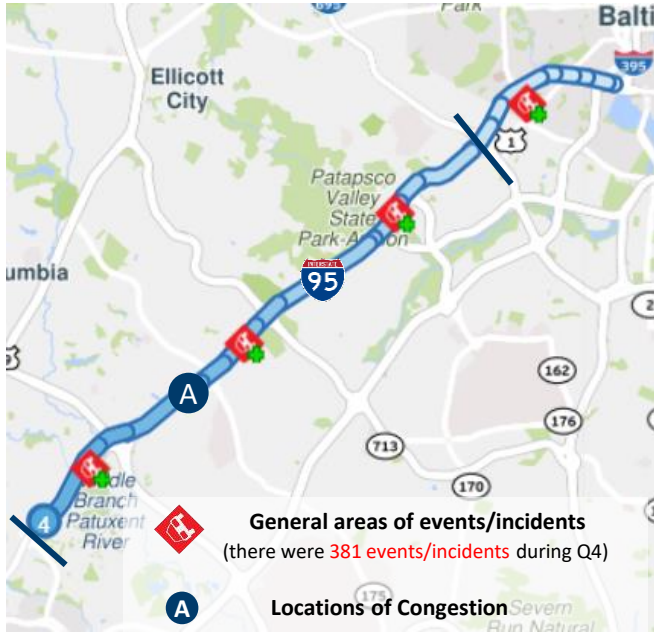 695
Park
Balti
395
Ellicott
City
1
Patapsco
Valley
State
umbia
INTERSTATE
95
A
2
162
176
713
170
4
Branch
Patuxent
River
General areas of events/incidents
(there were 381 events/incidents during Q4)
175
A
Locations of Congestion
Severn
Run Natural